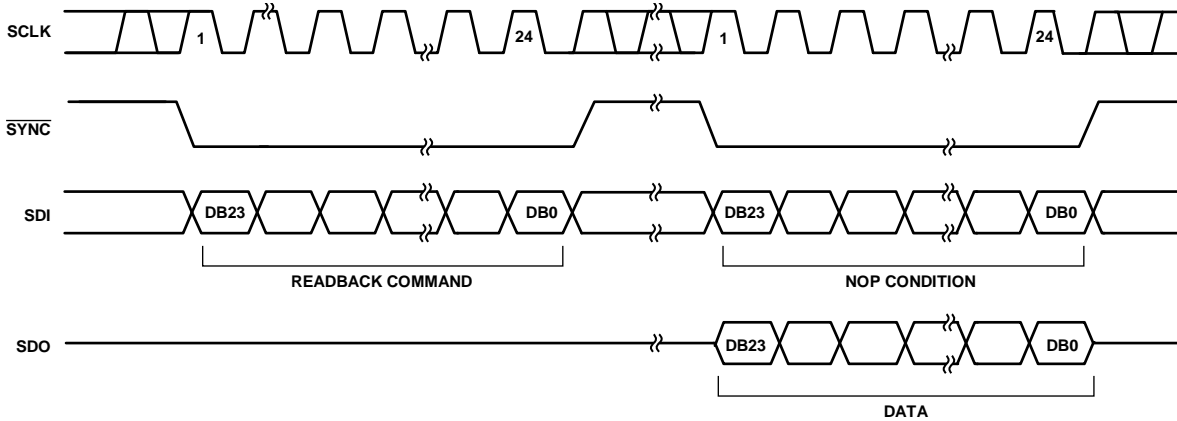 SCLK
1
24
1
24
SYNC
SDI
DB23
DB0
DB23
DB0
READBACK COMMAND
NOP CONDITION
SDO
DB23
DB0
DATA